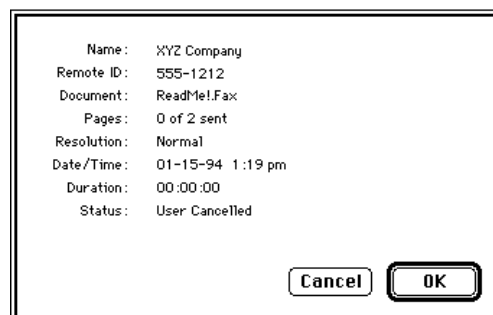 Name: XYZ Company
Remote ID: 555-1212
Document: ReadMe!.Fax
Pages: 0 of 2 sent
Resolution: Normal
Date/Time: 01-15-94 1:19 pm
Duration: 00:00:00
Status: User Cancelled
Cancel OK